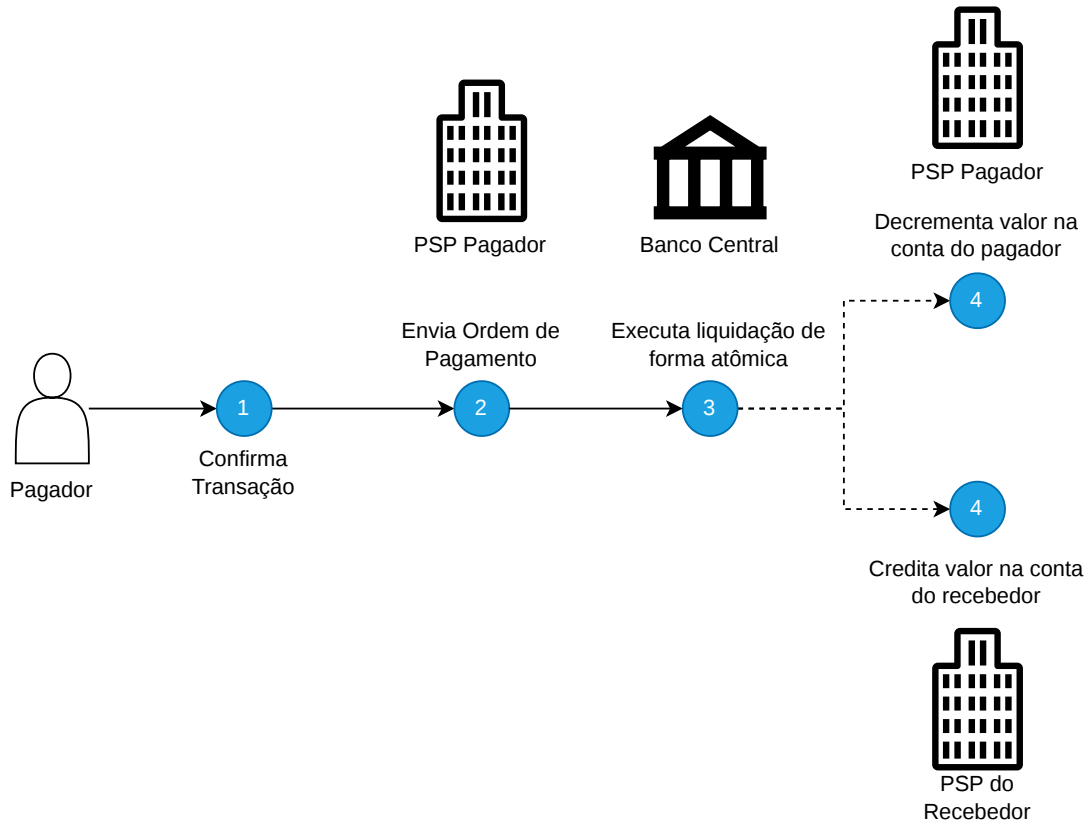 PSP Pagador
Decrementa valor na
conta do pagador
4
PSP Pagador
Banco Central
Envia Ordem de
Pagamento
Executa liquidação de
forma atômica
Pagador
1
2
3
Confirma
Transação
4
Credita valor na conta
do recebedor
PSP do
Recebedor